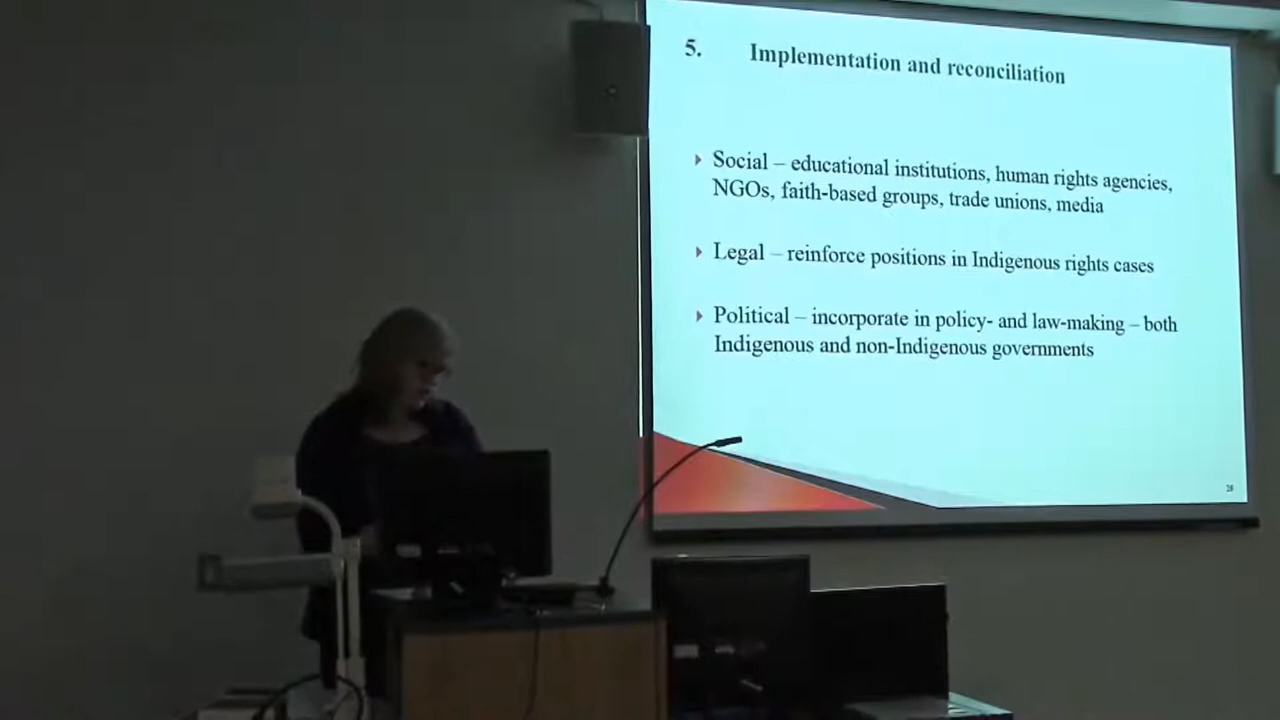 5. Implementation and reconciliation
Social – educational institutions, human rights agencies,
NGOs, faith-based groups, trade unions, media
Legal – reinforce positions in Indigenous rights cases
Political – incorporate in policy- and law-making – both
Indigenous and non-Indigenous governments